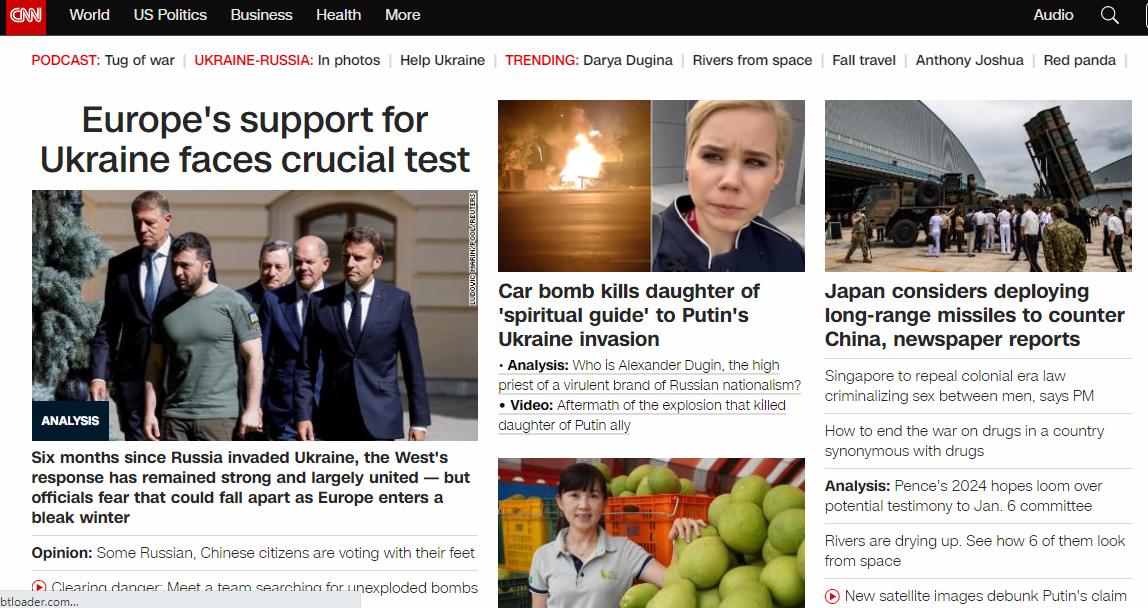 CNN World US Politics Business Health More Audio
PODCAST: Tug of war | UKRAINE-RUSSIA: In photos | Help Ukraine | TRENDING: Darya Dugina | Rivers from space | Fall travel | Anthony Joshua | Red panda |
Europe's support for
Ukraine faces crucial test
LUDOVIC MARIN/POOL/REUTERS
ANALYSIS
Six months since Russia invaded Ukraine, the West's
response has remained strong and largely united — but
officials fear that could fall apart as Europe enters a
bleak winter
Opinion: Some Russian, Chinese citizens are voting with their feet
Clearing danger: Meet a team searching for unexploded bombs
btloader.com...
Car bomb kills daughter of
'spiritual guide' to Putin's
Ukraine invasion
• Analysis: Who is Alexander Dugin, the high
priest of a virulent brand of Russian nationalism?
• Video: Aftermath of the explosion that killed
daughter of Putin ally
Japan considers deploying
long-range missiles to counter
China, newspaper reports
Singapore to repeal colonial era law
criminalizing sex between men, says PM
How to end the war on drugs in a country
synonymous with drugs
Analysis: Pence's 2024 hopes loom over
potential testimony to Jan. 6 committee
Rivers are drying up. See how 6 of them look
from space
New satellite images debunk Putin's claim